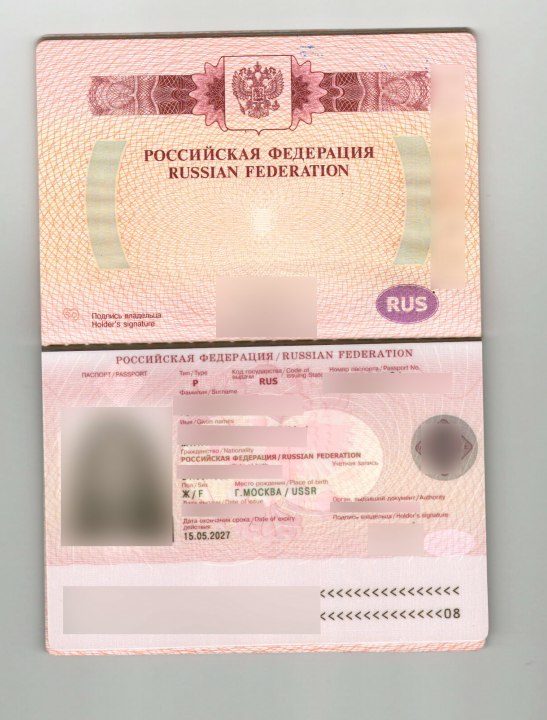 РОССИЙСКАЯ ФЕДЕРАЦИЯ
RUSSIAN FEDERATION
RUS
Подпись владельца
Holder's signature
РОССИЙСКАЯ ФЕДЕРАЦИЯ / RUSSIAN FEDERATION
ПАСПОРТ / PASSPORT
Тип / Type
Код государства / Code of
выдачи issuing State
Номер паспорта / Passport No.
P
RUS
Фамилия / Surname
Имя / Given names
Гражданство / Nationality
РОССИЙСКАЯ ФЕДЕРАЦИЯ / RUSSIAN FEDERATION
Учетная запись
Пол / Sex
Место рождения / Place of birth
Ж / F
Г.МОСКВА / USSR
Date of issue
Орган, выдавший документ / Authority
Дата окончания срока / Date of expiry
действия
Подпись владельца / Holder's signature
15.05.2027
<<<<<<<<<<<<<<<<<
<<<<<<<<<<<<<<<08